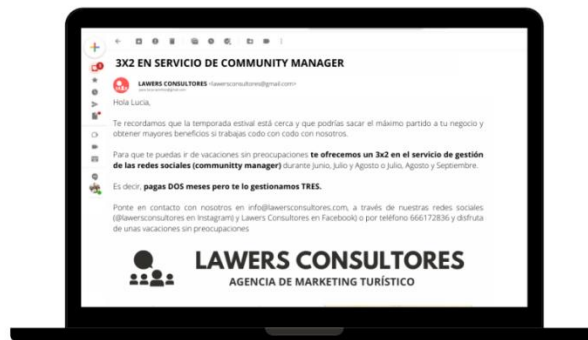 3X2 EN SERVICIO DE COMMUNITY MANAGER
LAWERS CONSULTORES <lawersconsultores@gmail.com>
Hola Lucía,
Te recordamos que la temporada estival está cerca y que podrías sacar el máximo partido a tu negocio y
obtener mayores beneficios si trabajas codo con codo con nosotros.
Para que te puedas ir de vacaciones sin preocupaciones te ofrecemos un 3x2 en el servicio de gestión
de las redes sociales (communitty manager) durante Junio, Julio y Agosto o Julio, Agosto y Septiembre.
Es decir, pagas DOS meses pero te lo gestionamos TRES.
Ponte en contacto con nosotros en info@lawersconsultores.com, a través de nuestras redes sociales
(@lawersconsultores en Instagram) y Lawers Consultores en Facebook) o por teléfono 666172836 y disfruta
de unas vacaciones sin preocupaciones
LAWERS CONSULTORES
AGENCIA DE MARKETING TURÍSTICO